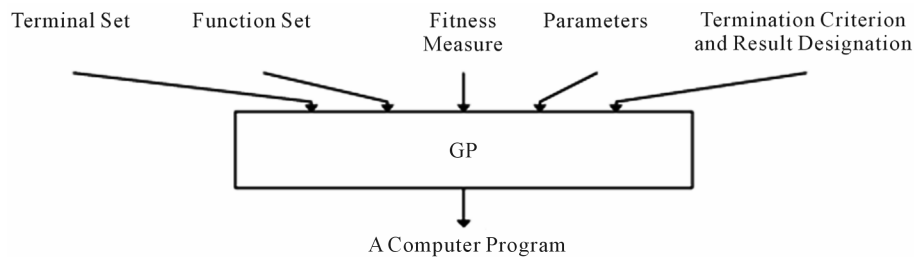 Terminal Set
Function Set
Fitness
Measure
Parameters
Termination Criterion
and Result Designation
GP
A Computer Program